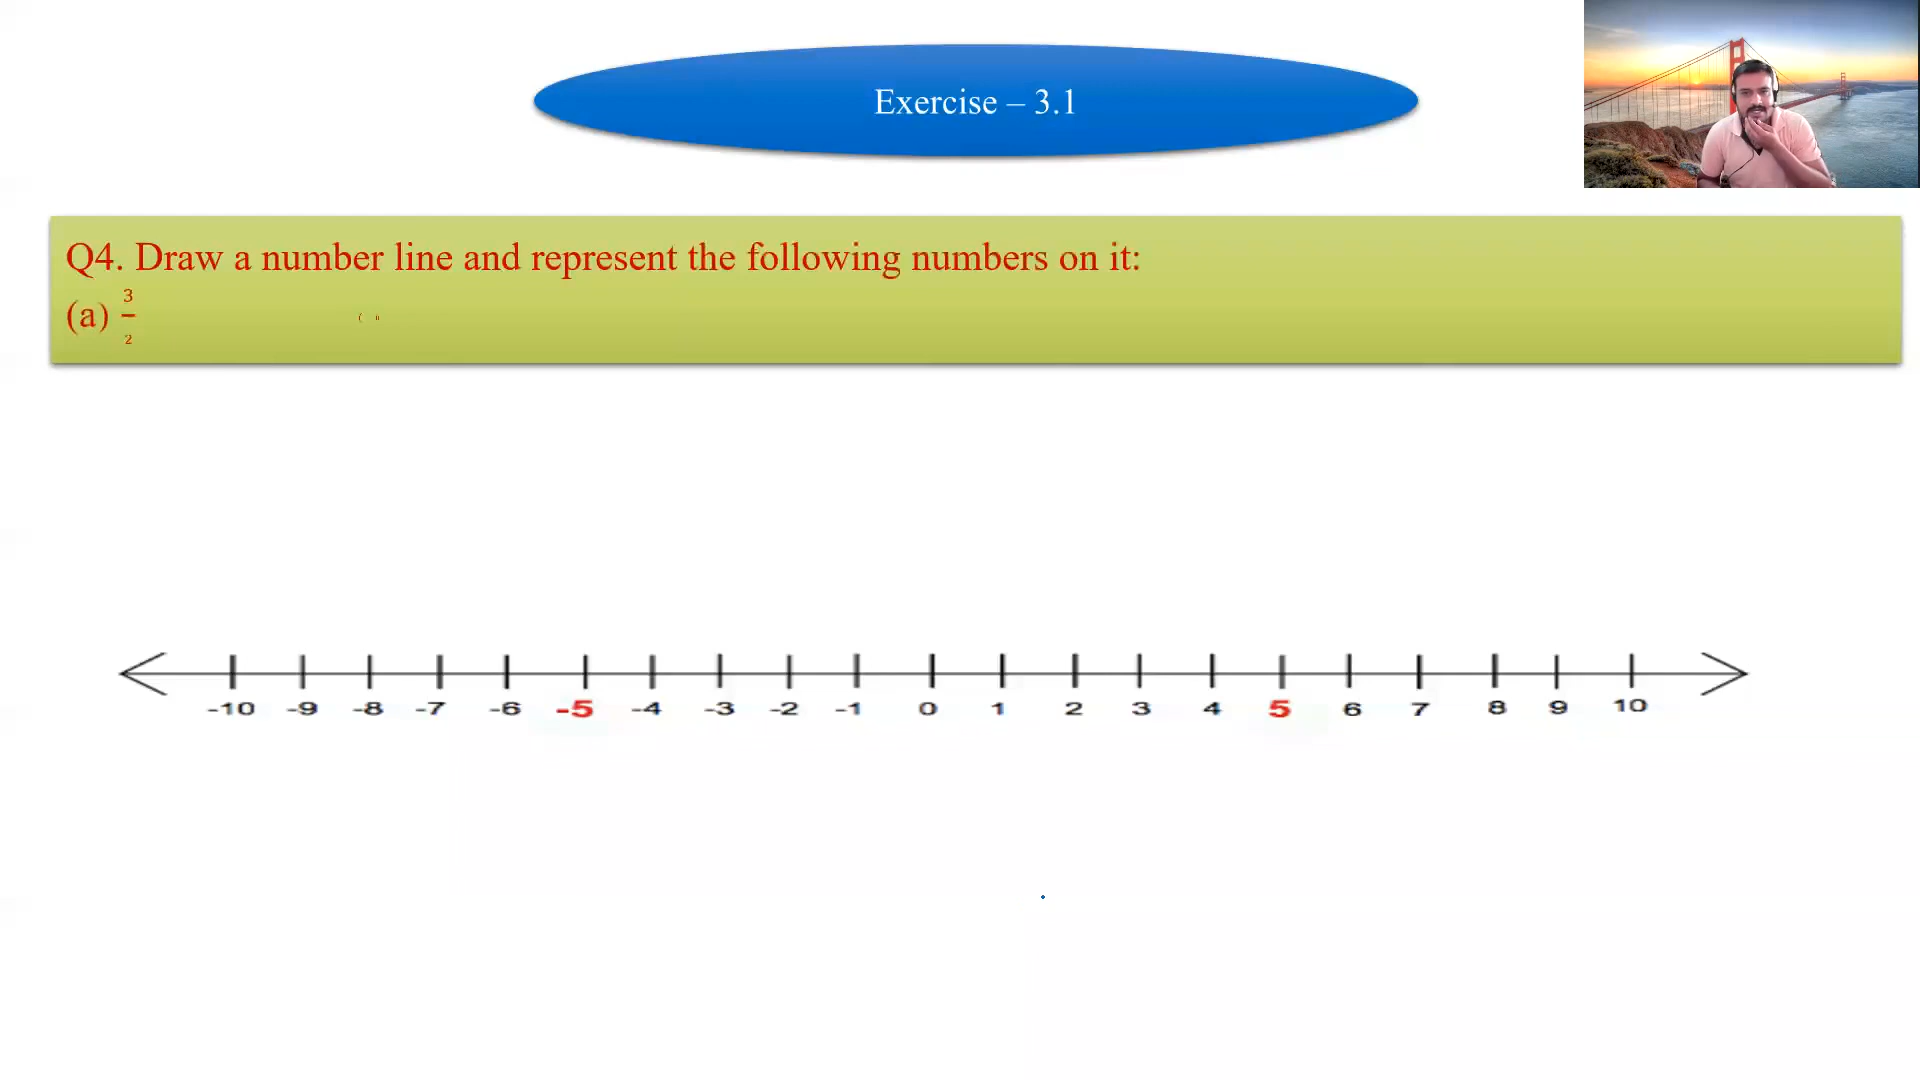 Exercise – 3.1
Q4. Draw a number line and represent the following numbers on it:
(a) 3/2
-10 -9 -8 -7 -6 -5 -4 -3 -2 -1 0 1 2 3 4 5 6 7 8 9 10